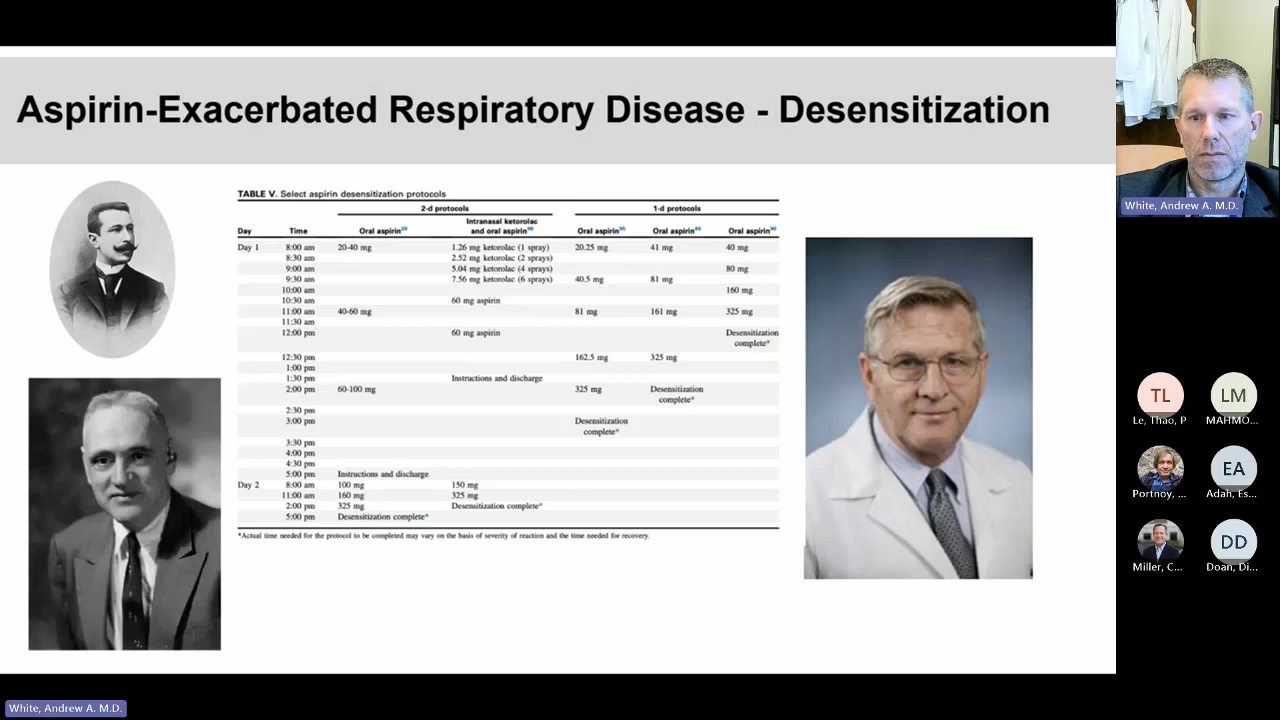 Aspirin-Exacerbated Respiratory Disease - Desensitization
TABLE V. Select aspirin desensitization protocols
2-d protocols 1-d protocols
Intranasal ketorolac
Day Time Oral aspirin and oral aspirin Oral aspirin Oral aspirin Oral aspirin
Day 1 8:00 am 20-40 mg 1.26 mg ketorolac (1 spray) 20.25 mg 41 mg 40 mg
8:30 am 2.52 mg ketorolac (2 sprays)
9:00 am 5.04 mg ketorolac (4 sprays) 80 mg
9:30 am 7.56 mg ketorolac (6 sprays) 40.5 mg 81 mg
10:00 am 160 mg
10:30 am 60 mg aspirin
11:00 am 40-60 mg 81 mg 161 mg 325 mg
11:30 am
12:00 pm 60 mg aspirin Desensitization
complete*
12:30 pm 162.5 mg 325 mg
1:00 pm
1:30 pm Instructions and discharge
2:00 pm 60-100 mg 325 mg Desensitization
complete*
2:30 pm
3:00 pm Desensitization
complete*
3:30 pm
4:00 pm
4:30 pm
5:00 pm Instructions and discharge
Day 2 8:00 am 100 mg 150 mg
11:00 am 160 mg 325 mg
2:00 pm 325 mg Desensitization complete*
5:00 pm Desensitization complete*
*Actual time needed for the protocol to be completed may vary on the basis of severity of reaction and the time needed for recovery.
White, Andrew A. M.D.
TL LM
Le, Thao, P MAHMO...
EA
Portnoy, ... Adah, Es...
DD
Miller, C... Doan, Di...
White, Andrew A. M.D.